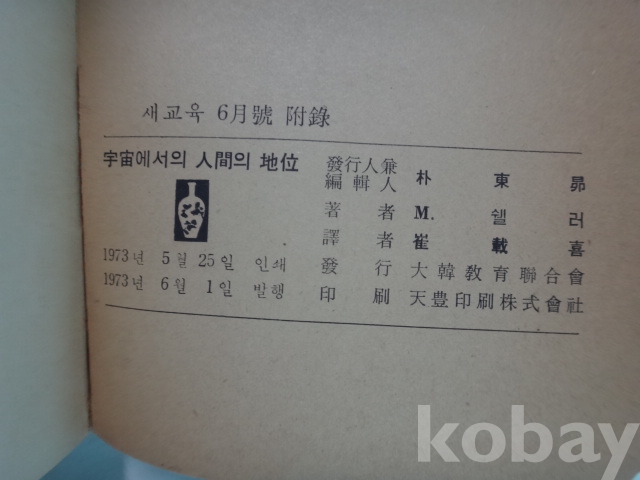 새교육 6月號 附錄
宇宙에서의 人間의 地位
1973년 5월 25일 인쇄
1973년 6월 1일 발행
發行人兼
編輯人 朴東昴
著者 M. 쉘러
譯者 崔載喜
發行 大韓敎育聯合會
印刷 天豊印刷株式會社
kobay